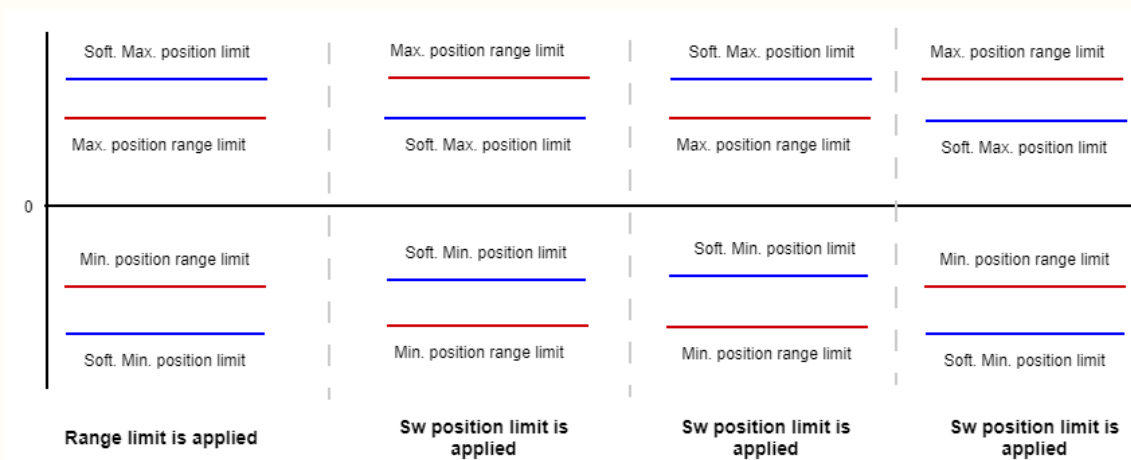 Soft. Max. position limit
Max. position range limit
Soft. Max. position limit
Max. position range limit
Max. position range limit
Soft. Max. position limit
Max. position range limit
Soft. Max. position limit
0
Min. position range limit
Soft. Min. position limit
Soft. Min. position limit
Min. position range limit
Soft. Min. position limit
Min. position range limit
Min. position range limit
Soft. Min. position limit
Range limit is applied
Sw position limit is
applied
Sw position limit is
applied
Sw position limit is
applied